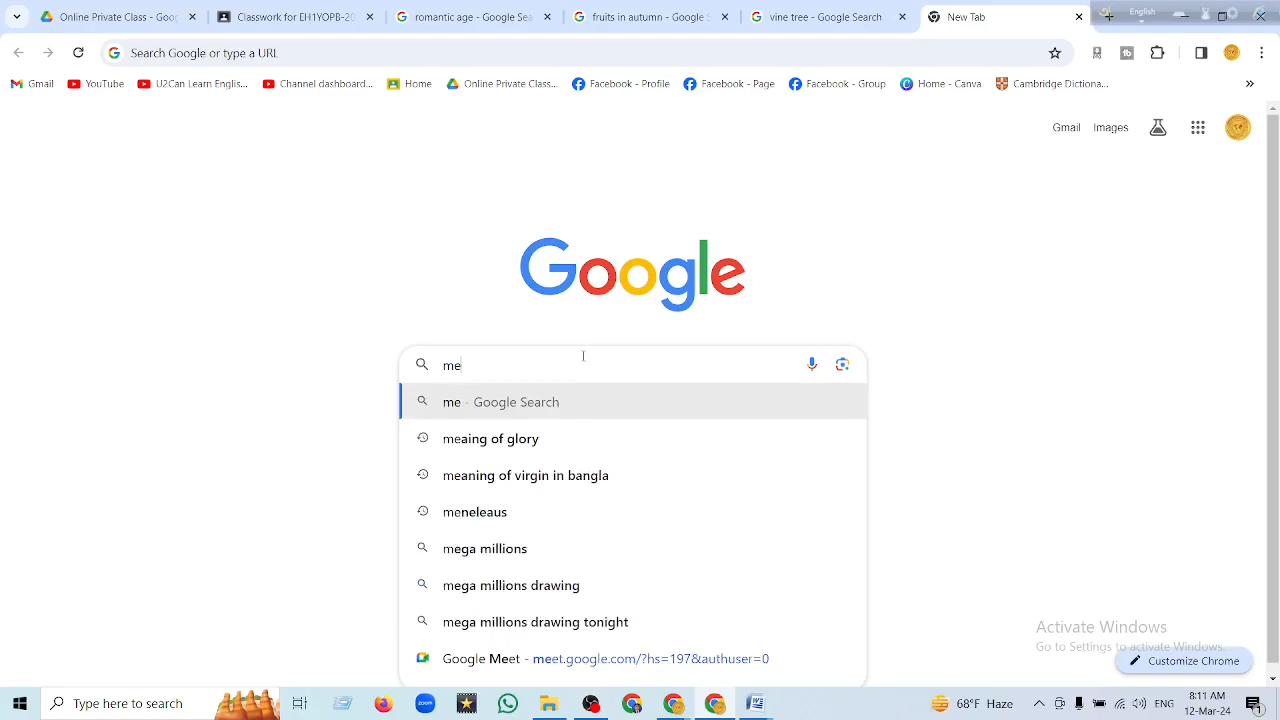 Online Private Class - Goo
Classwork for EH1YOPB-20
romatic age - Google Se
fruits in autumn - Google
vine tree - Google Search
New Tab
English
Search Google or type a URL
Gmail
YouTube
U2Can Learn Englis...
Channel dashboard...
Home
Online Private Class...
Facebook - Profile
Facebook - Page
Facebook - Group
Home - Canva
Cambridge Dictiona...
Gmail
Images
Google
me
me - Google Search
meaing of glory
meaning of virgin in bangla
meneleaus
mega millions
mega millions drawing
mega millions drawing tonight
Google Meet - meet.google.com/?hs=197&authuser=0
Activate Windows
Go to Settings to activate Windows.
Customize Chrome
Type here to search
zoom
68°F Haze
ENG
8:11 AM
12-Mar-24